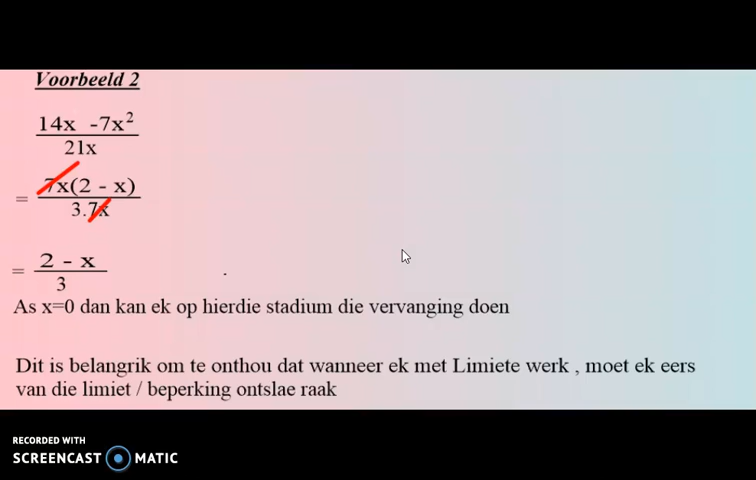 Voorbeeld 2
14x -7x²
21x
= 7x(2 - x)
3.7x
= 2 - x
3
As x=0 dan kan ek op hierdie stadium die vervanging doen
Dit is belangrik om te onthou dat wanneer ek met Limiete werk , moet ek eers
van die limiet / beperking ontslae raak
RECORDED WITH
SCREENCAST MATIC